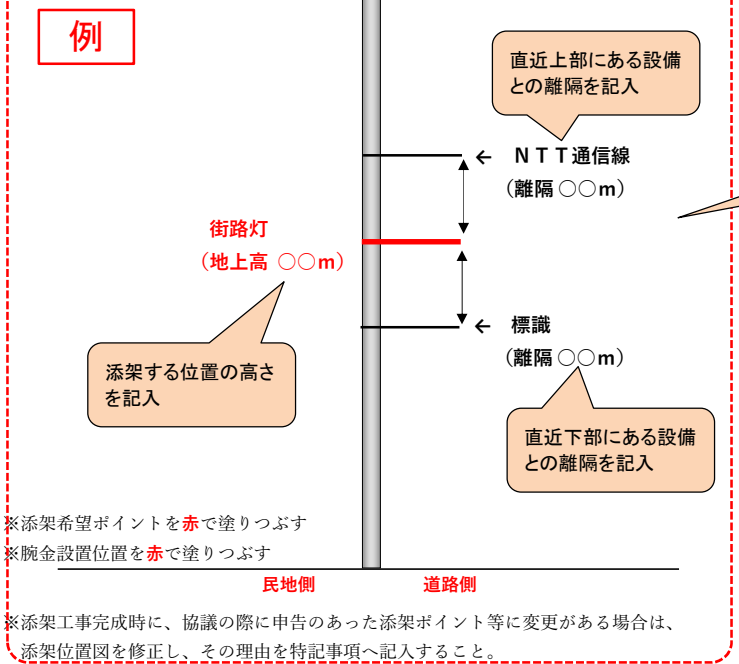 例
直近上部にある設備
との離隔を記入
← ＮＴＴ通信線
（離隔 ○○m）
街路灯
（地上高 ○○m）
← 標識
（離隔 ○○m）
添架する位置の高さ
を記入
直近下部にある設備
との離隔を記入
※添架希望ポイントを赤で塗りつぶす
※腕金設置位置を赤で塗りつぶす
民地側
道路側
※添架工事完成時に、協議の際に申告のあった添架ポイント等に変更がある場合は、
添架位置図を修正し、その理由を特記事項へ記入すること。